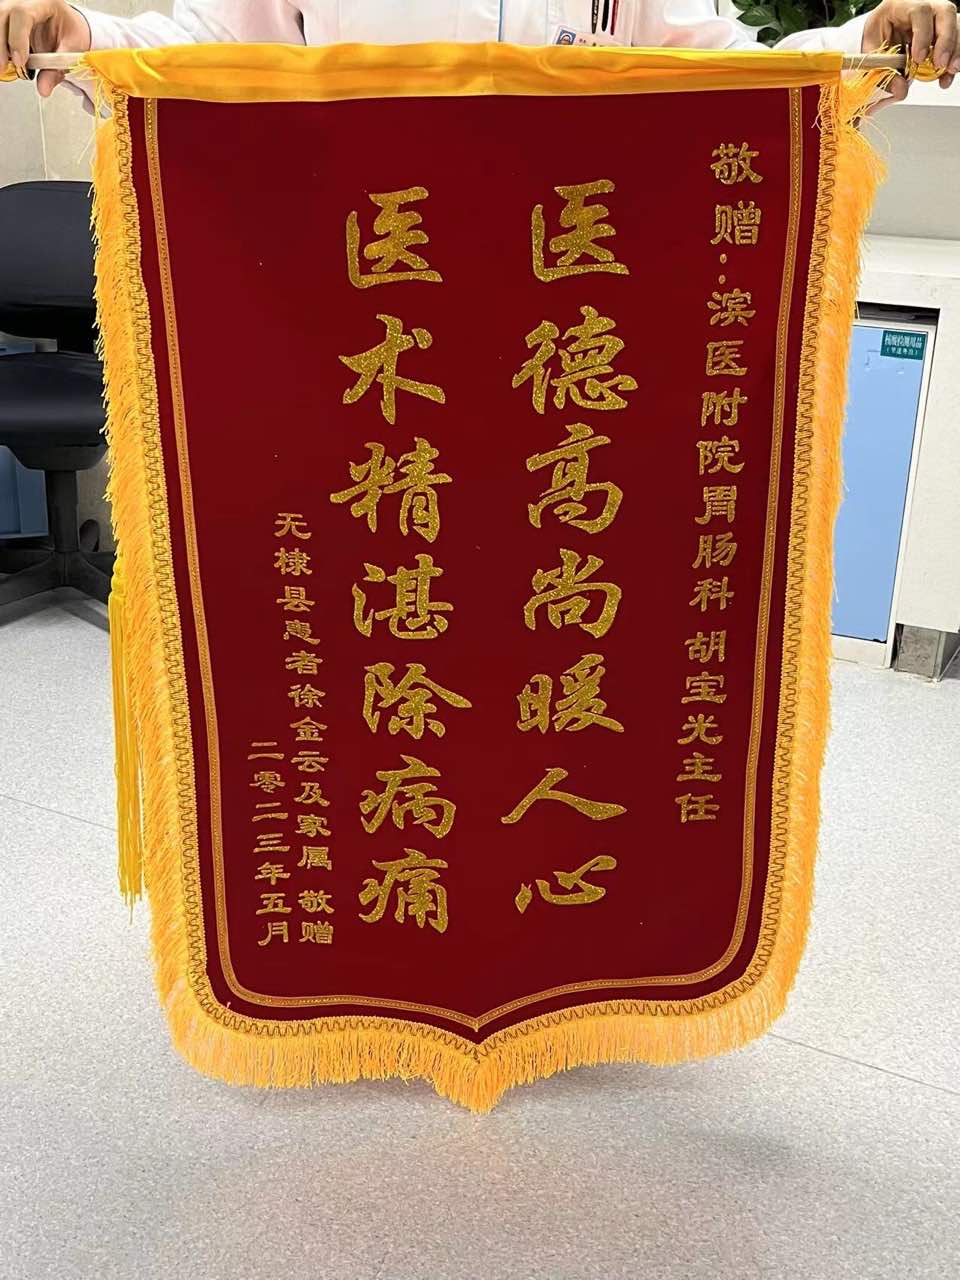 敬赠：滨医附院胃肠科 胡宝光主任
医德高尚暖人心
医术精湛除病痛
无棣县患者徐金云及家属 敬赠
二零二三年五月